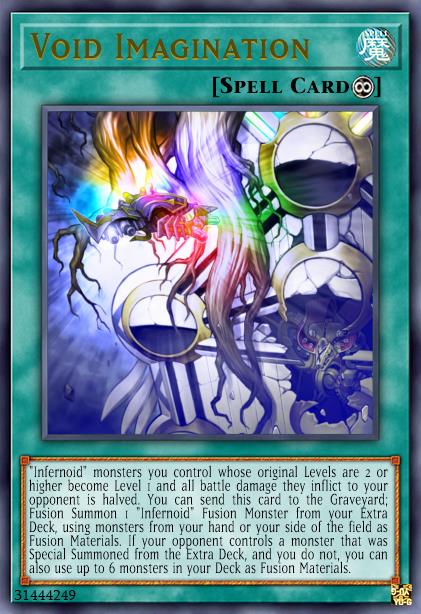 VOID IMAGINATION
SPELL
魔
[SPELL CARD]
"Infernoid" monsters you control whose original Levels are 2 or
higher become Level 1 and all battle damage they inflict to your
opponent is halved. You can send this card to the Graveyard;
Fusion Summon 1 "Infernoid" Fusion Monster from your Extra
Deck, using monsters from your hand or your side of the field as
Fusion Materials. If your opponent controls a monster that was
Special Summoned from the Extra Deck, and you do not, you can
also use up to 6 monsters in your Deck as Fusion Materials.
31444249